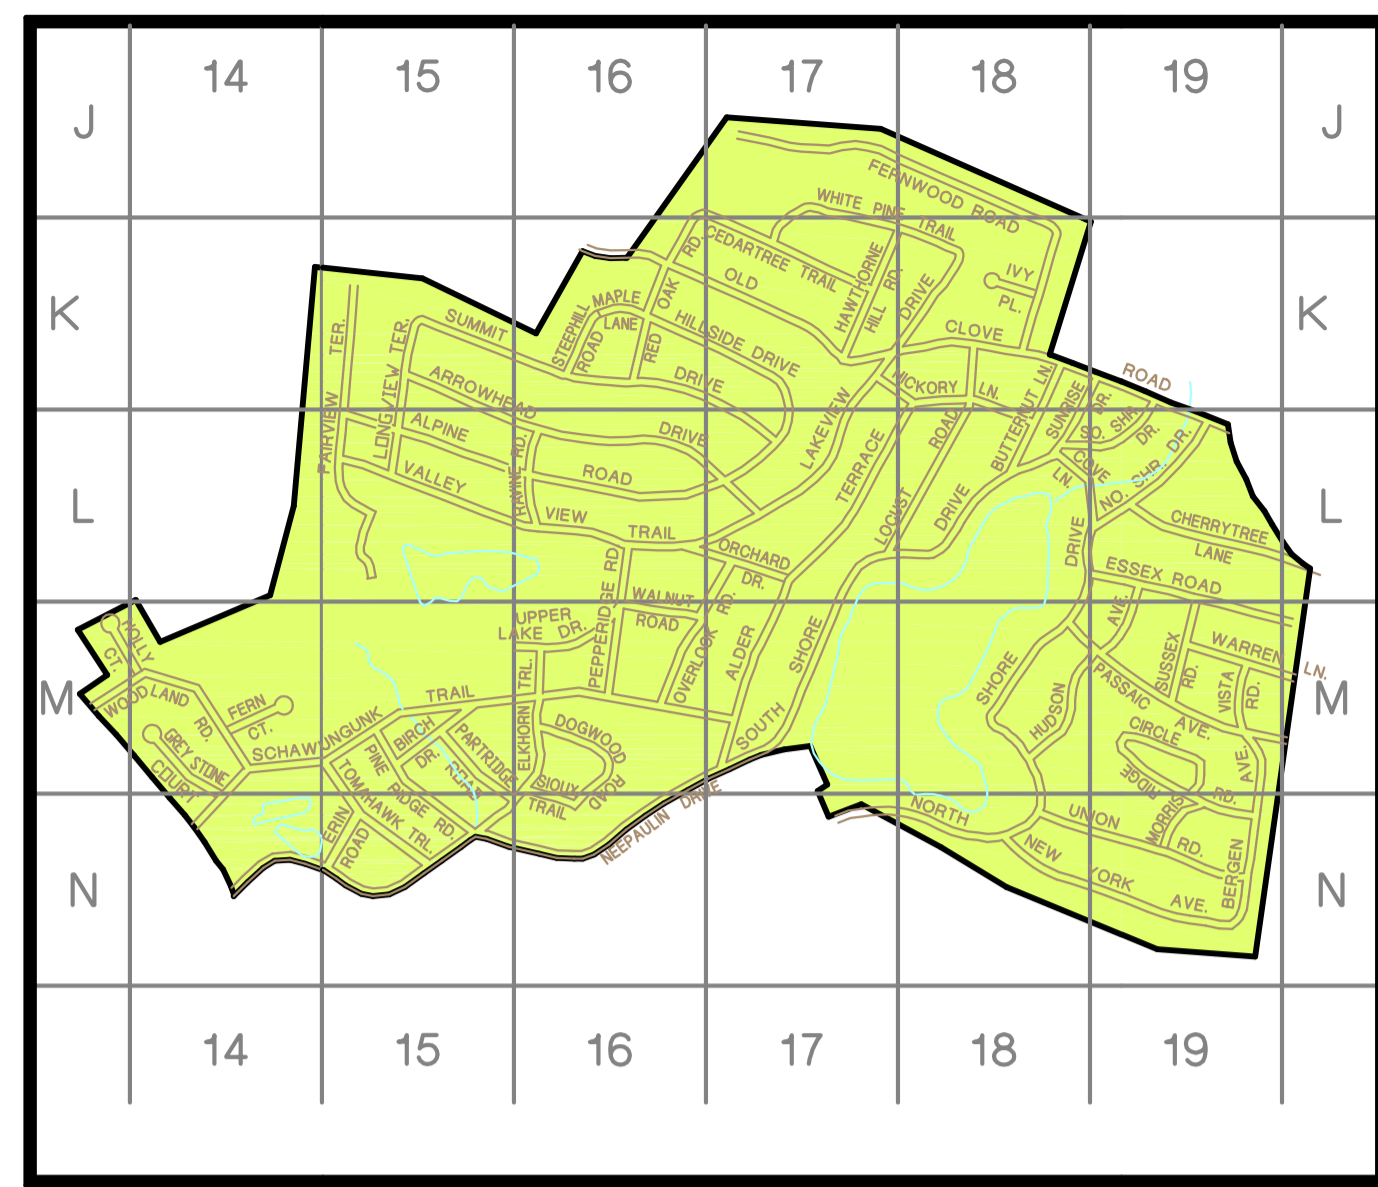 14 15 16 17 18 19
J J
FERNWOOD ROAD
WHITE PINE TRAIL
CEDARTREE TRAIL
HAWTHORNE
HILL RD.
DRIVE
IVY
PL.
OAK RD.
OLD
CLOVE
ROAD
K K
FAIRVIEW TER.
LONGVIEW TER.
SUMMIT
DRIVE
STEEPHILL
ROAD
MAPLE
LANE
RED
HILLSIDE DRIVE
HICKORY LN.
ARROWHEAD
DRIVE
ALPINE
ROAD
VALLEY
VIEW
TRAIL
RAVINE RD.
LAKEVIEW
TERRACE
LOCUST
ROAD
BUTTERNUT LN.
SUNRISE
DR.
SO. SHR.
DR.
COVE
LN.
NO. SHR. DR.
DRIVE
DRIVE
CHERRYTREE
LANE
ESSEX ROAD
L L
ORCHARD
DR.
PEPPERIDGE RD
WALNUT
ROAD
OVERLOOK RD.
ALDER
SHORE
SOUTH
UPPER
LAKE DR.
HOLLY
CT.
WOODLAND
RD.
FERN
CT.
GREY STONE
COURT
SCHAWUNGUNK
TRAIL
BIRCH
DR.
PINE RIDGE RD.
PARTRIDGE
ROAD
TOMAHAWK TRL.
ERIN
ROAD
ELKHORN TRL.
DOGWOOD
ROAD
SIOUX
TRAIL
NEEPAULIN DRIVE
M M
SHORE
HUDSON
AVE.
PASSAIC
AVE.
SUSSEX
RD.
WARREN
LN.
VISTA
RD.
CIRCLE
RIDGE
MORRIS
RD.
AVE.
BERGEN
NORTH
UNION
RD.
NEW YORK
AVE.
N N
14 15 16 17 18 19